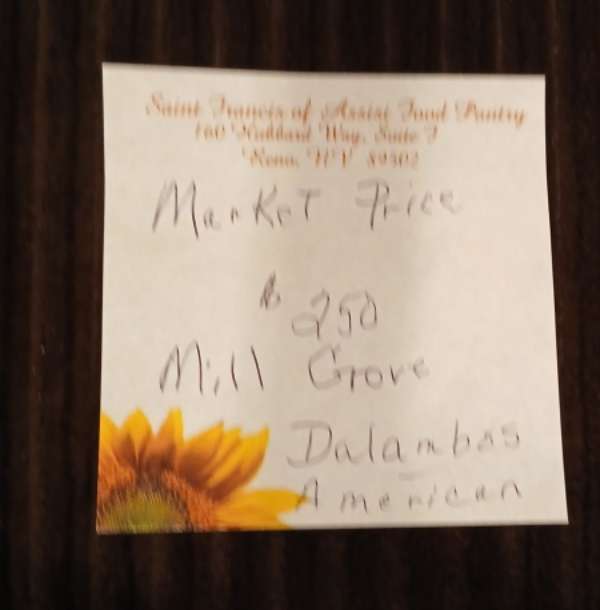 Saint Francis of Assisi Food Pantry
160 Hubbard Way, Suite F
Reno, NV 89502
Market Price
$ 250
Mill Grove
Dalambos
American